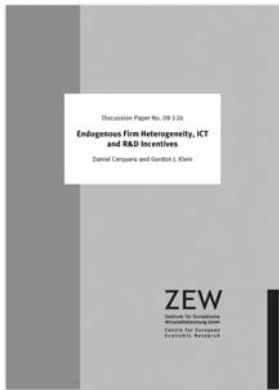 Discussion Paper No. 08-126
Endogenous Firm Heterogeneity, ICT
and R&D Incentives
Daniel Cerquera and Gordon J. Klein
ZEW
Zentrum für Europäische
Wirtschaftsforschung GmbH
Centre for European
Economic Research